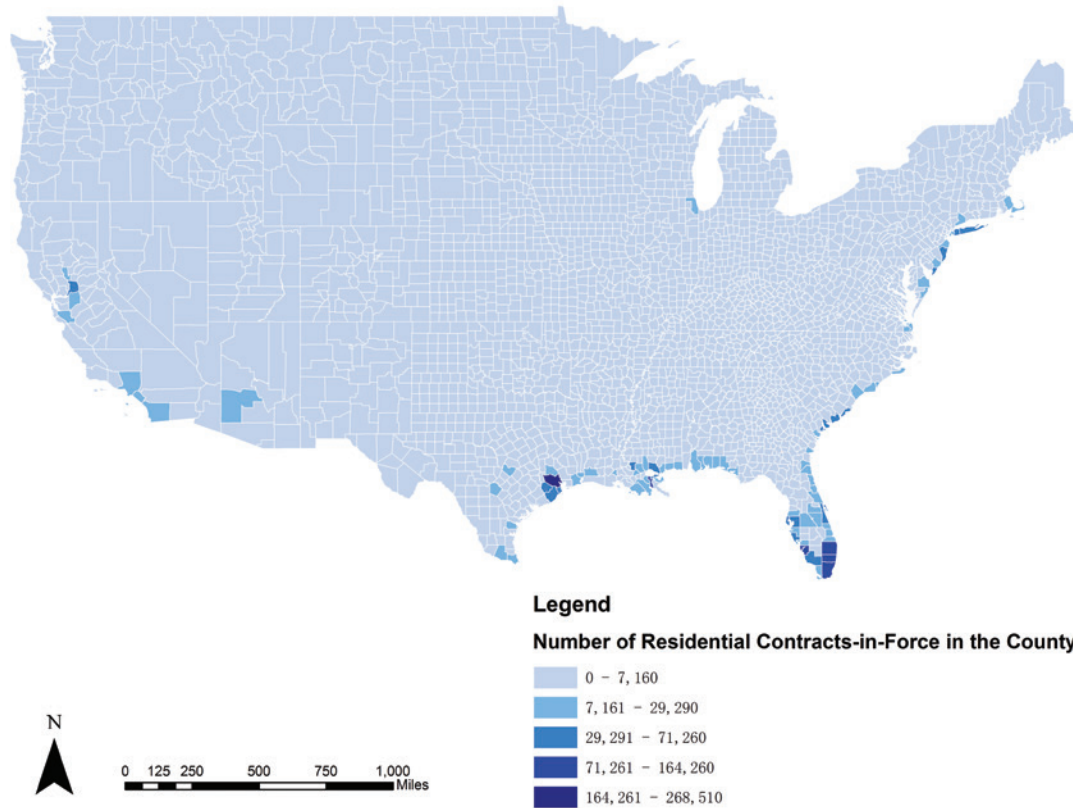 Legend
Number of Residential Contracts-in-Force in the County
0 - 7,160
7,161 - 29,290
29,291 - 71,260
71,261 - 164,260
164,261 - 268,510
N
0 125 250 500 750 1,000
Miles